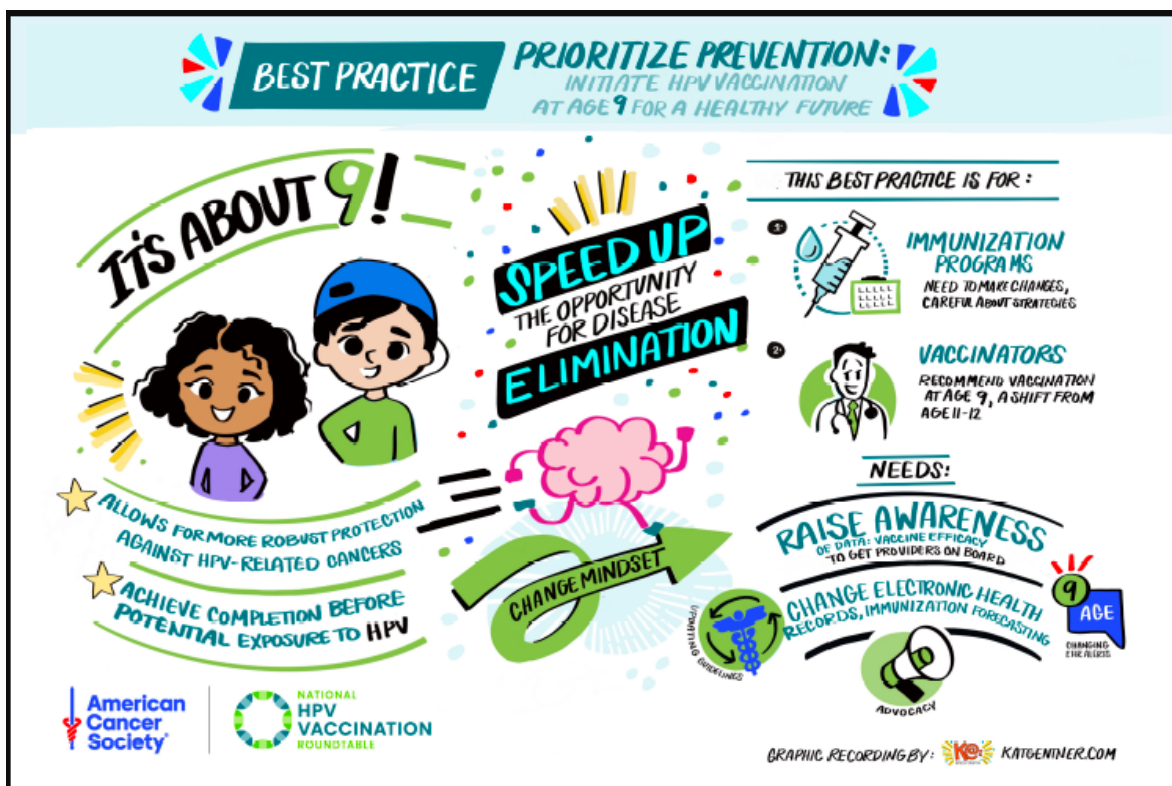 BEST PRACTICE
PRIORITIZE PREVENTION:
INITIATE HPV VACCINATION
AT AGE 9 FOR A HEALTHY FUTURE
IT'S ABOUT 9!
ALLOWS FOR MORE ROBUST PROTECTION
AGAINST HPV-RELATED CANCERS
ACHIEVE COMPLETION BEFORE
POTENTIAL EXPOSURE TO HPV
SPEED UP
THE OPPORTUNITY
FOR DISEASE
ELIMINATION
=
CHANGE MINDSET
THIS BEST PRACTICE IS FOR:
1
IMMUNIZATION
PROGRAMS
NEED TO MAKE CHANGES,
CAREFUL ABOUT STRATEGIES
2
VACCINATORS
RECOMMEND VACCINATION
AT AGE 9, A SHIFT FROM
AGE 11-12
NEEDS:
RAISE AWARENESS
OF DATA: VACCINE EFFICACY
TO GET PROVIDERS ON BOARD
UPDATING GUIDELINES
CHANGE ELECTRONIC HEALTH
RECORDS, IMMUNIZATION FORECASTING
9
AGE
CHANGING
EHR ALERTS
ADVOCACY
American
Cancer
Society®
NATIONAL
HPV
VACCINATION
ROUNDTABLE
GRAPHIC RECORDING BY: K@ KATGENTNER.COM